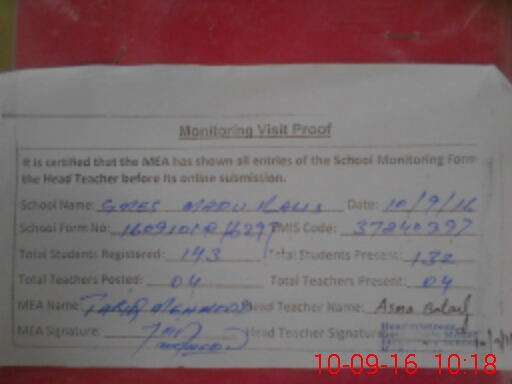 Monitoring Visit Proof
It is certified that the MEA has shown all entries of the School Monitoring Form
the Head Teacher before its online submission.
School Name: GPES Date: 10/9/16
School Form No: EMIS Code: 37240397
Total Students Registered: 143 Total Students Present: 132
Total Teachers Posted: 04 Total Teachers Present: 04
MEA Name: Tahir Mehmood Head Teacher Name: Asma
MEA Signature: Head Teacher Signature
Headmistress
10-09-16 10:18